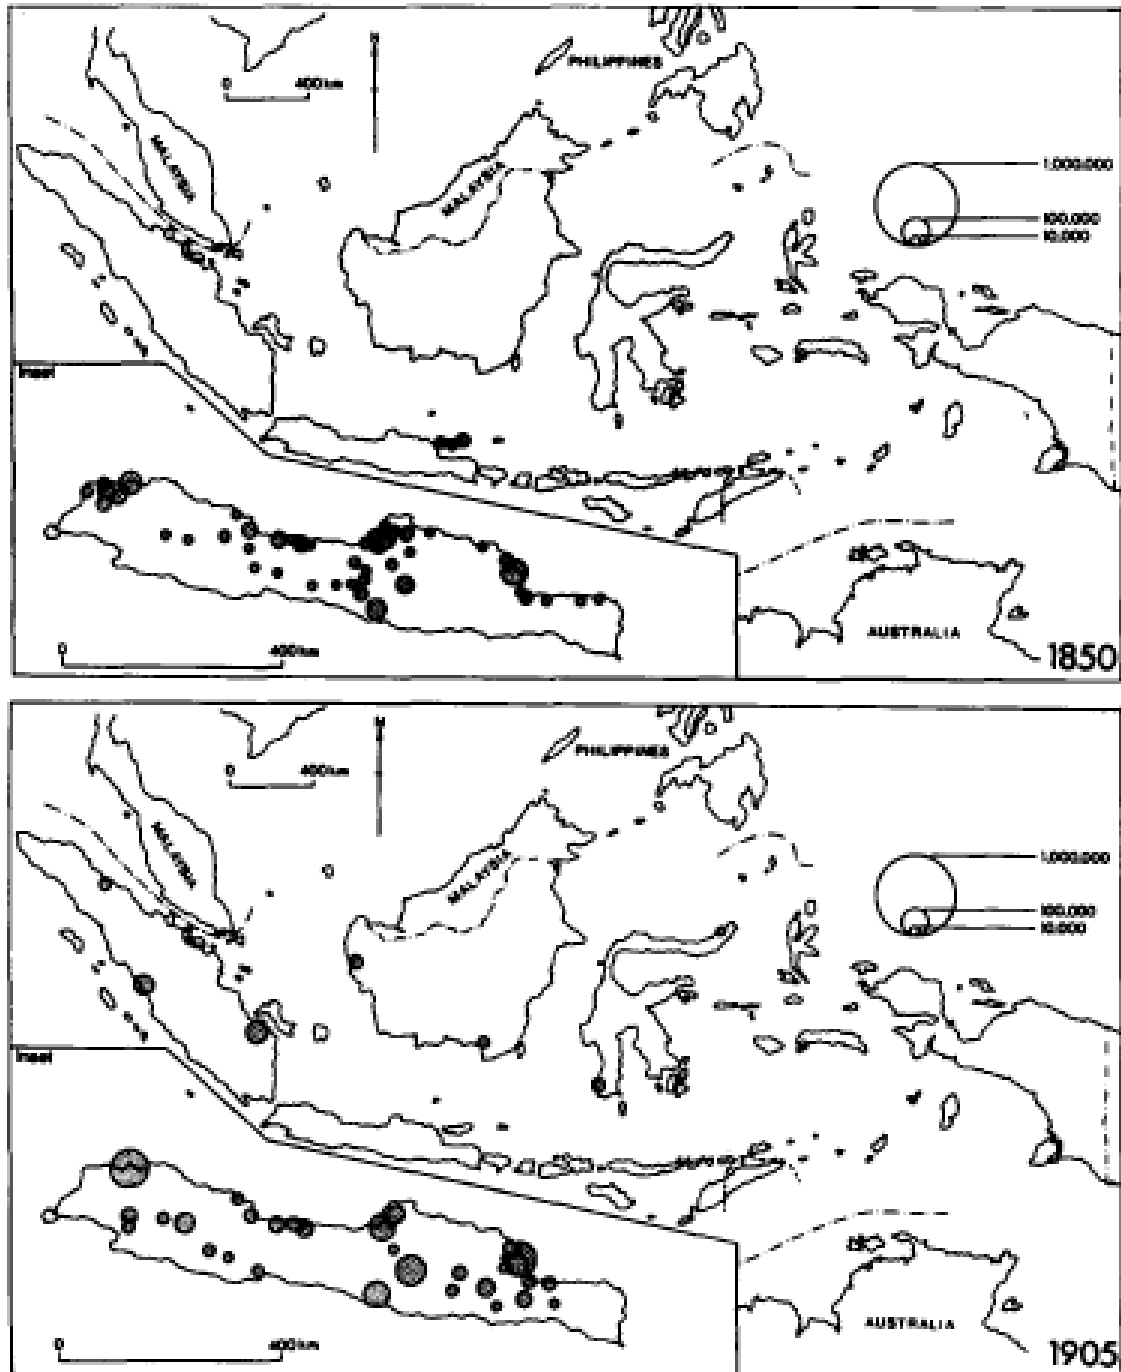 N
PHILIPPINES
0 400km
MALAYSIA
MALAYSIA
1.000.000
100.000
10.000
Inset
0 400km
AUSTRALIA
1850
N
PHILIPPINES
0 400km
MALAYSIA
MALAYSIA
1.000.000
100.000
10.000
Inset
0 400km
AUSTRALIA
1905